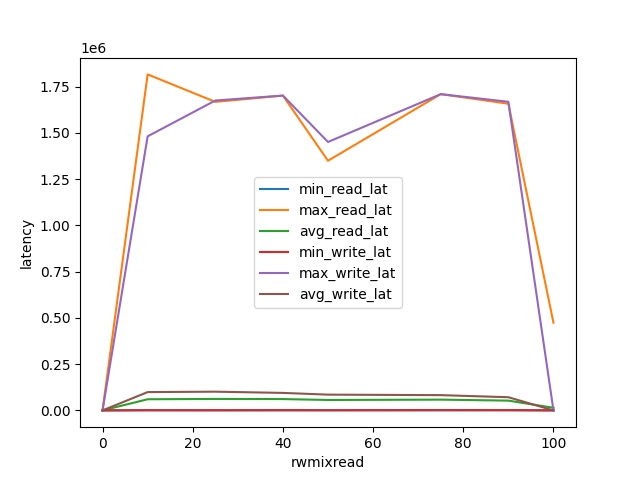 1e6
1.75
1.50
1.25
1.00
0.75
0.50
0.25
0.00
latency
min_read_lat
max_read_lat
avg_read_lat
min_write_lat
max_write_lat
avg_write_lat
0 20 40 60 80 100
rwmixread